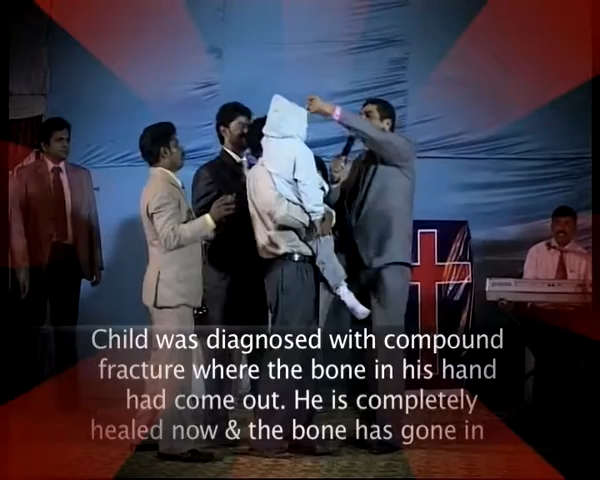 Child was diagnosed with compound
fracture where the bone in his hand
had come out. He is completely
healed now & the bone has gone in